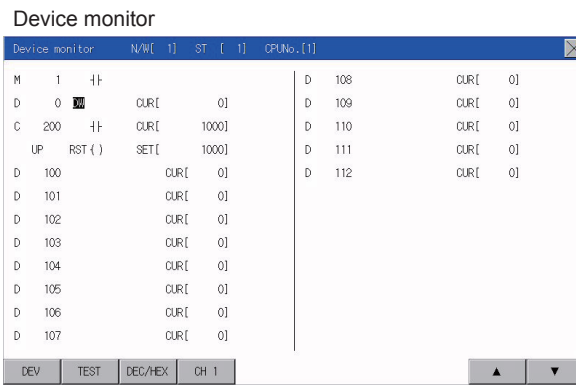 Device monitor
Device monitor N/W[ 1] ST [ 1] CPUNo.[1]
M 1 ⊣⊢
D 0 DW CUR[ 0]
C 200 ⊣⊢ CUR[ 1000]
UP RST ( ) SET[ 1000]
D 100 CUR[ 0]
D 101 CUR[ 0]
D 102 CUR[ 0]
D 103 CUR[ 0]
D 104 CUR[ 0]
D 105 CUR[ 0]
D 106 CUR[ 0]
D 107 CUR[ 0]
D 108 CUR[ 0]
D 109 CUR[ 0]
D 110 CUR[ 0]
D 111 CUR[ 0]
D 112 CUR[ 0]
DEV TEST DEC/HEX CH 1 ▲ ▼